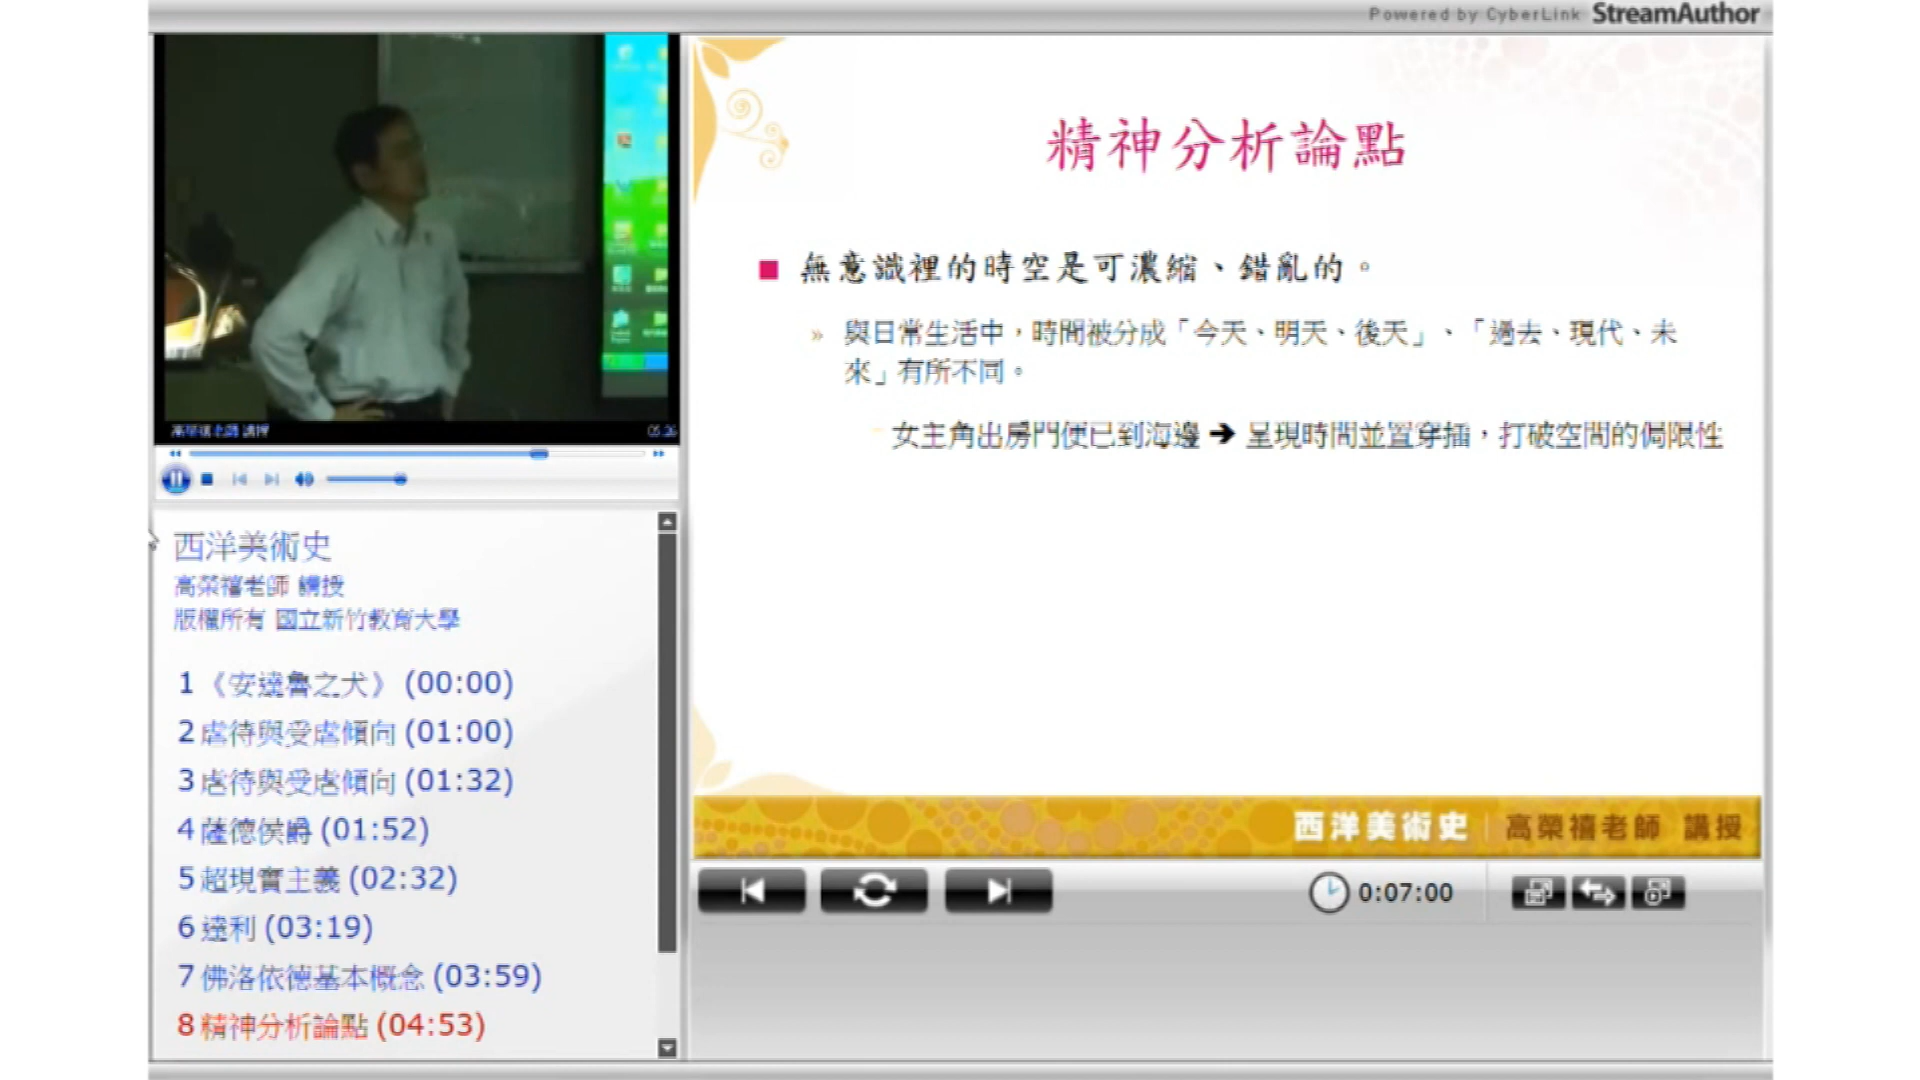 Powered by CyberLink StreamAuthor
精神分析論點
無意識裡的時空是可濃縮、錯亂的。
» 與日常生活中，時間被分成「今天、明天、後天」、「過去、現代、未
來」有所不同。
女主角出房門便已到海邊 → 呈現時間並置穿插，打破空間的侷限性
高榮禧老師 講授
05:26
西洋美術史
高榮禧老師 講授
版權所有 國立新竹教育大學
1 《安達魯之犬》 (00:00)
2 虐待與受虐傾向 (01:00)
3 虐待與受虐傾向 (01:32)
4 薩德侯爵 (01:52)
5 超現實主義 (02:32)
6 達利 (03:19)
7 佛洛依德基本概念 (03:59)
8 精神分析論點 (04:53)
西洋美術史 | 高榮禧老師 講授
0:07:00